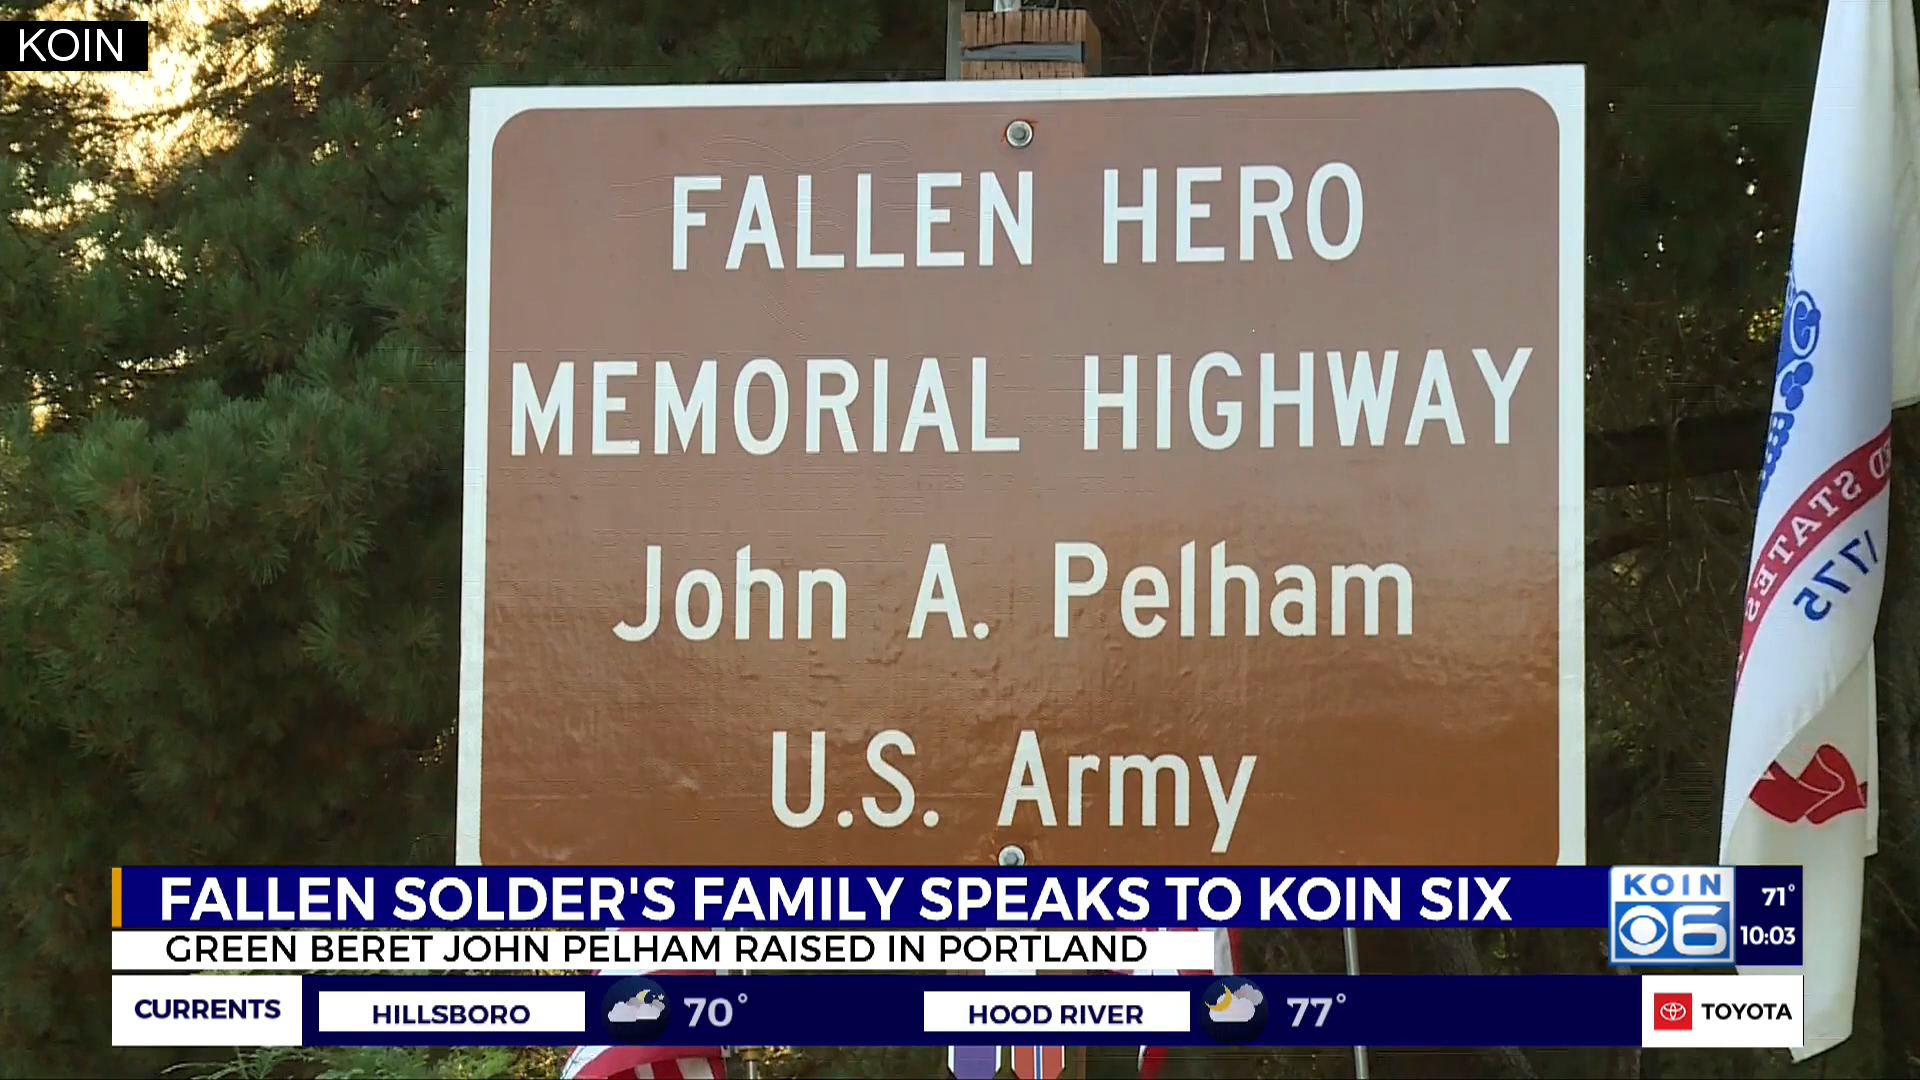 KOIN
FALLEN HERO
MEMORIAL HIGHWAY
John A. Pelham
U.S. Army
D STATES
1775
FALLEN SOLDER'S FAMILY SPEAKS TO KOIN SIX
GREEN BERET JOHN PELHAM RAISED IN PORTLAND
KOIN
6
71°
10:03
CURRENTS
HILLSBORO 70°
HOOD RIVER 77°
TOYOTA